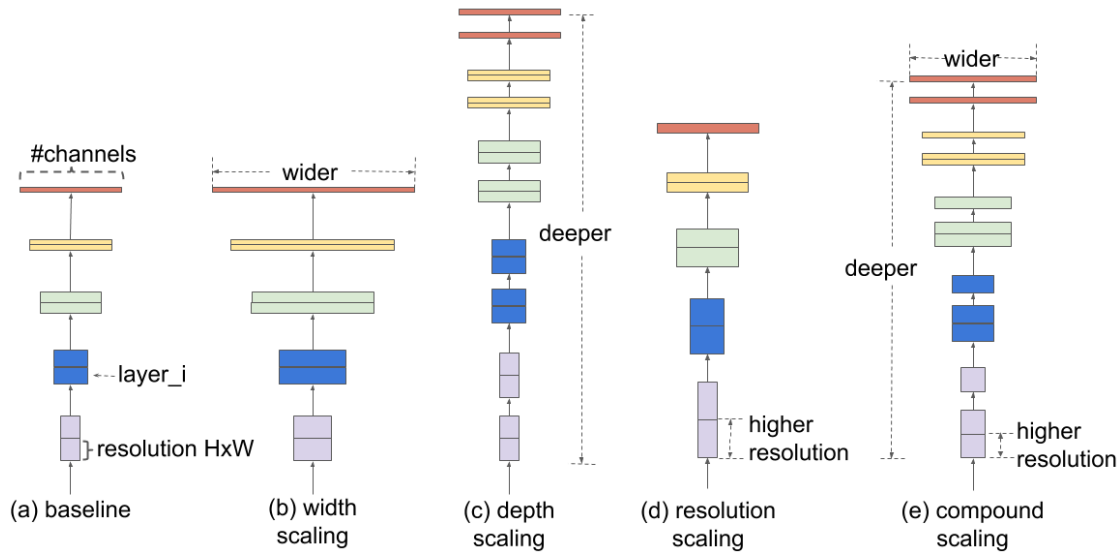 #channels
layer_i
resolution HxW
(a) baseline
wider
(b) width
scaling
deeper
(c) depth
scaling
higher
resolution
(d) resolution
scaling
wider
deeper
higher
resolution
(e) compound
scaling